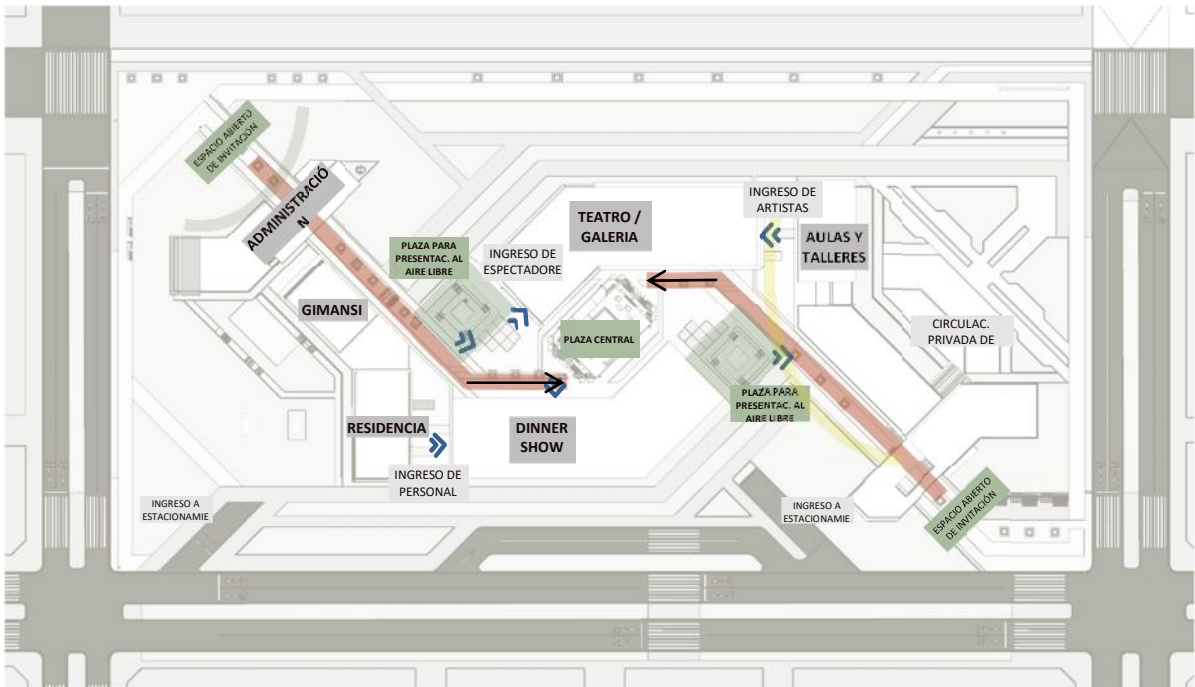 ESPACIO ABIERTO
DE INVITACIÓN
ADMINISTRACIÓ
N
GIMANSI
PLAZA PARA
PRESENTAC. AL
AIRE LIBRE
INGRESO DE
ESPECTADORE
TEATRO /
GALERIA
PLAZA CENTRAL
INGRESO DE
ARTISTAS
AULAS Y
TALLERES
CIRCULAC.
PRIVADA DE
PLAZA PARA
PRESENTAC. AL
AIRE LIBRE
RESIDENCIA
DINNER
SHOW
INGRESO DE
PERSONAL
INGRESO A
ESTACIONAMIE
INGRESO A
ESTACIONAMIE
ESPACIO ABIERTO
DE INVITACIÓN